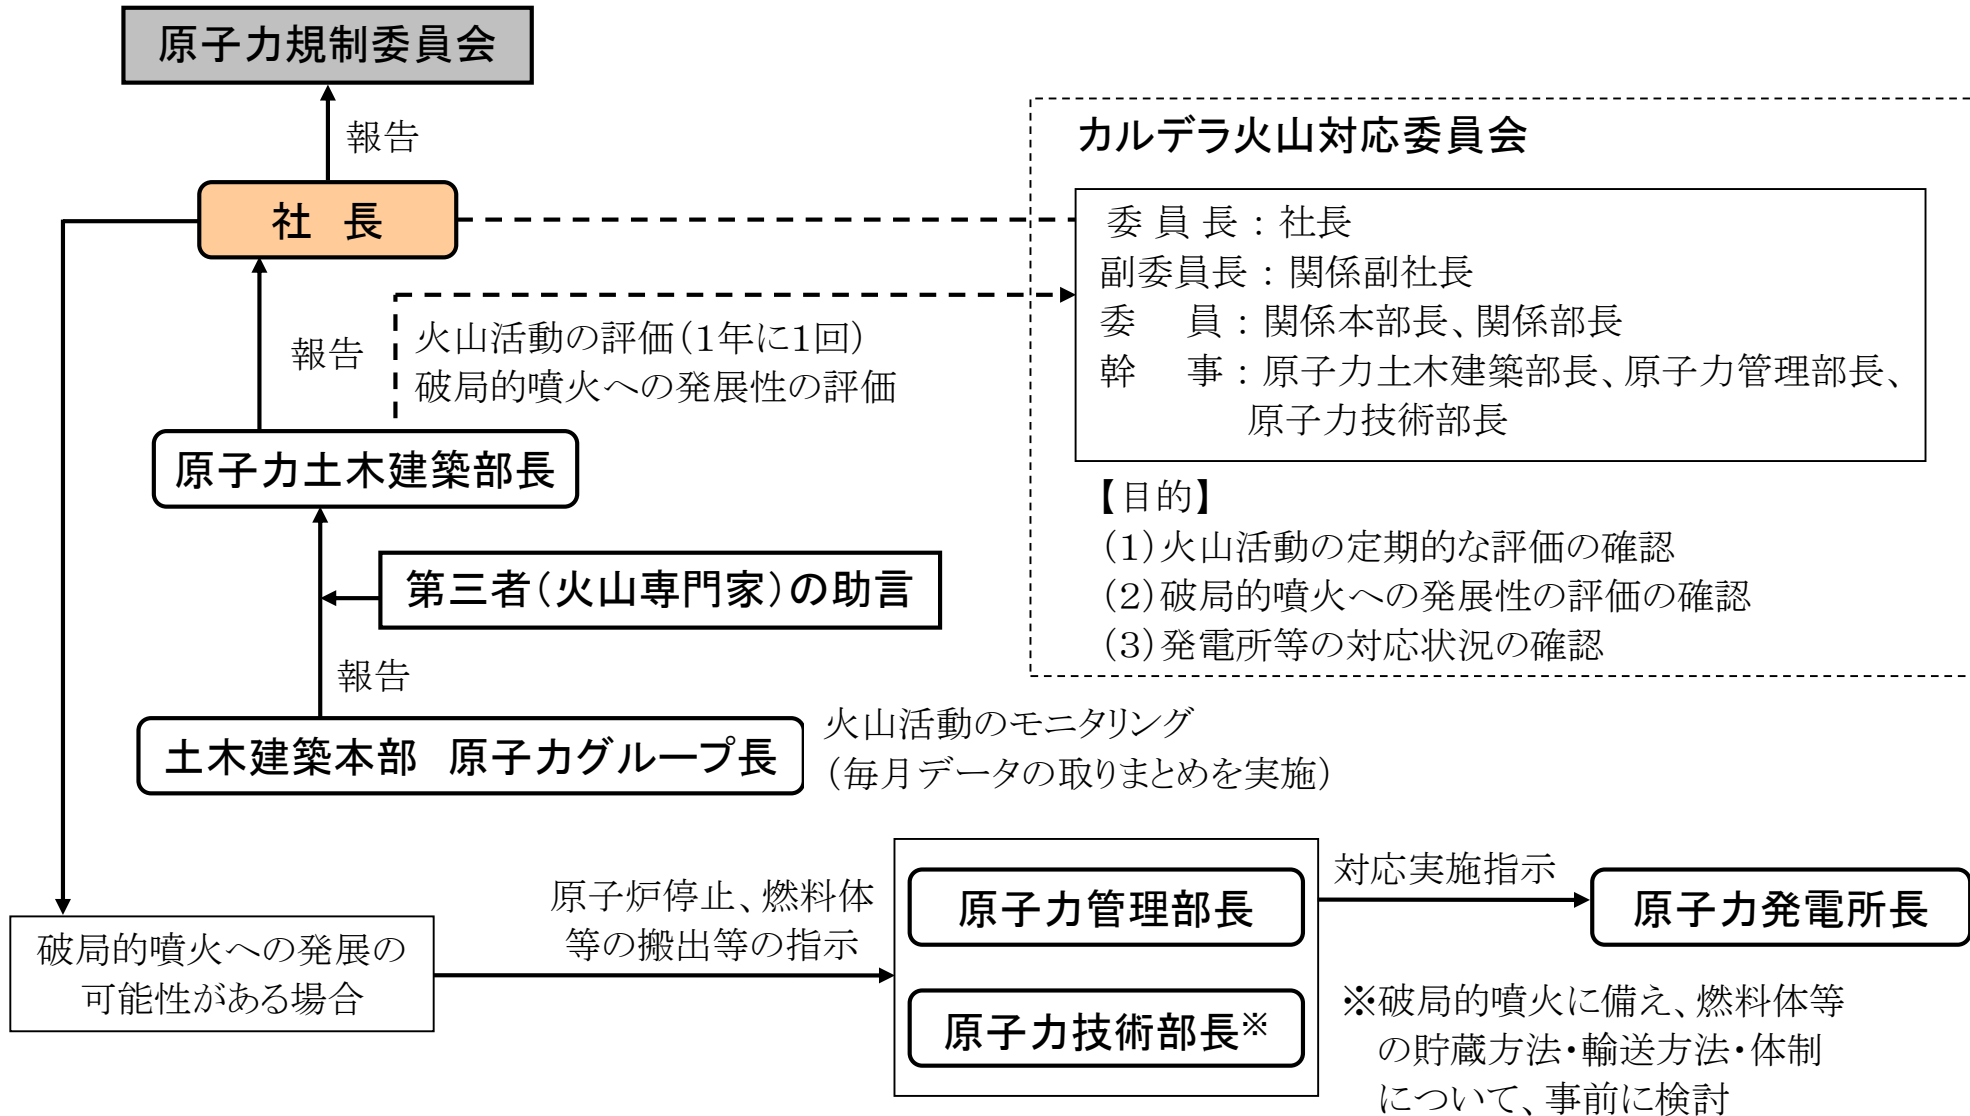 原子力規制委員会
報告
カルデラ火山対応委員会
社　長
委 員 長：社長
副委員長：関係副社長
委　　員：関係本部長、関係部長
幹　　事：原子力土木建築部長、原子力管理部長、
原子力技術部長
報告
火山活動の評価（1年に1回）
破局的噴火への発展性の評価
原子力土木建築部長
【目的】
（1）火山活動の定期的な評価の確認
（2）破局的噴火への発展性の評価の確認
（3）発電所等の対応状況の確認
第三者（火山専門家）の助言
報告
土木建築本部　原子力グループ長
火山活動のモニタリング
（毎月データの取りまとめを実施）
破局的噴火への発展の
可能性がある場合
原子炉停止、燃料体
等の搬出等の指示
原子力管理部長
原子力技術部長※
対応実施指示
原子力発電所長
※破局的噴火に備え、燃料体等
の貯蔵方法・輸送方法・体制
について、事前に検討